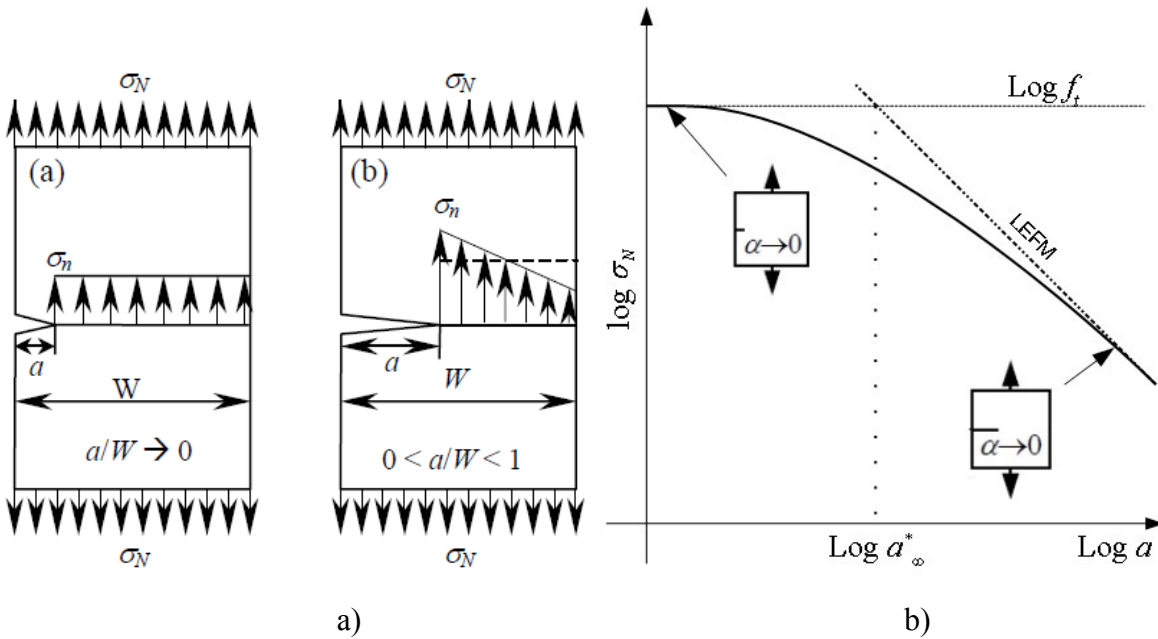 σN
(a)
σn
a
W
a/W → 0
σN
σN
(b)
σn
a
W
0 < a/W < 1
σN
a)
log σN
Log ft
α→0
LEFM
α→0
Log a*∞
Log a
b)